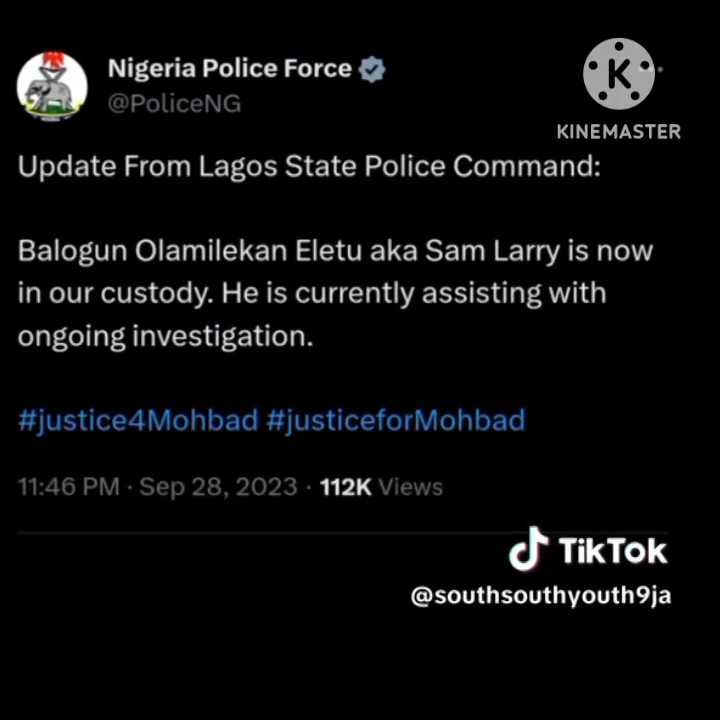 Nigeria Police Force
@PoliceNG
K
KINEMASTER
Update From Lagos State Police Command:
Balogun Olamilekan Eletu aka Sam Larry is now
in our custody. He is currently assisting with
ongoing investigation.
#justice4Mohbad #justiceforMohbad
11:46 PM · Sep 28, 2023 · 112K Views
TikTok
@southsouthyouth9ja